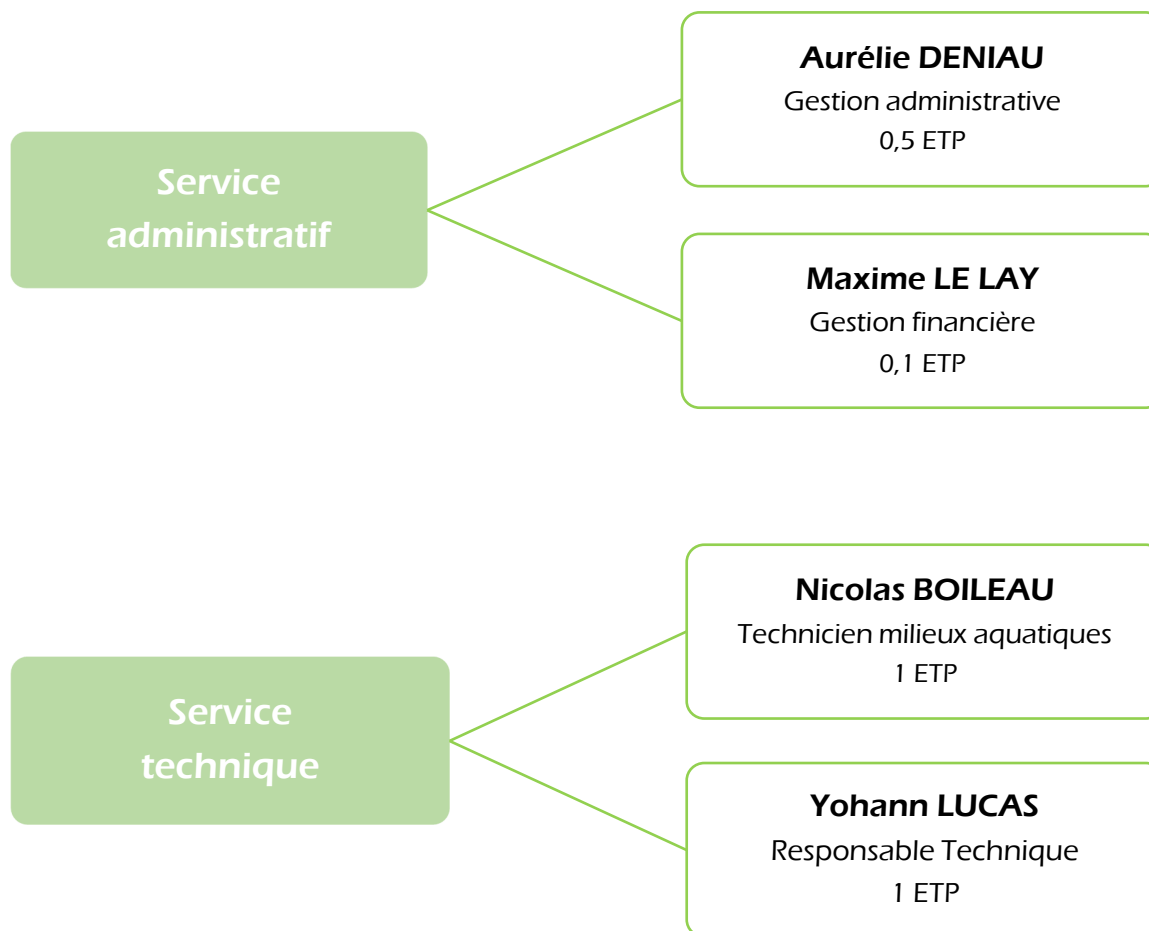 Service
administratif
Aurélie DENIAU
Gestion administrative
0,5 ETP
Maxime LE LAY
Gestion financière
0,1 ETP
Service
technique
Nicolas BOILEAU
Technicien milieux aquatiques
1 ETP
Yohann LUCAS
Responsable Technique
1 ETP